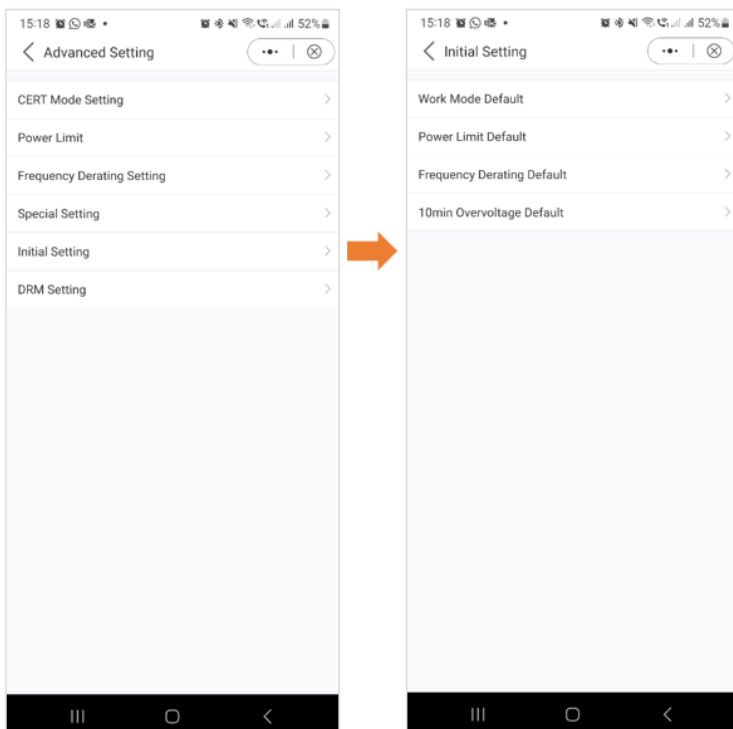 15:18
52%
Advanced Setting
CERT Mode Setting
Power Limit
Frequency Derating Setting
Special Setting
Initial Setting
DRM Setting
15:18
52%
Initial Setting
Work Mode Default
Power Limit Default
Frequency Derating Default
10min Overvoltage Default